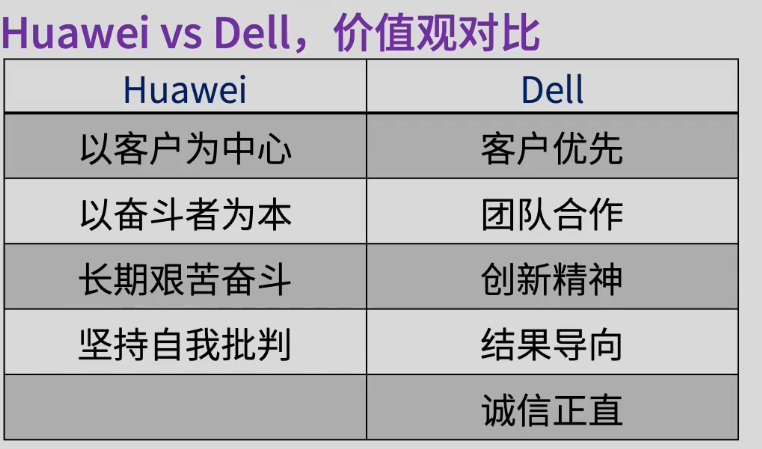 Huawei vs Dell，价值观对比
Huawei Dell
以客户为中心 客户优先
以奋斗者为本 团队合作
长期艰苦奋斗 创新精神
坚持自我批判 结果导向
诚信正直